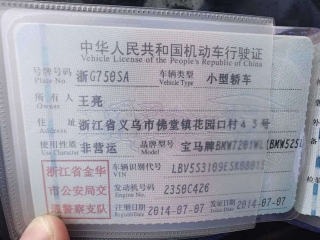 中华人民共和国机动车行驶证
Vehicle License of the People's Republic of China
号牌号码 浙G750SA 车辆类型 小型轿车
Plate No. Vehicle Type
所有人 王亮
Owner
住址 浙江省义乌市佛堂镇花园口村43号
使用性质 非营运 品牌型号 宝马牌BMW7201WL(BMW525L
Model
浙江省金华
市公安局交
通警察支队
车辆识别代号
VIN
发动机号码 2350C426
Engine No.
注册日期 2014-07-07 发证日期 2014-07-07
Register Date Issue Date